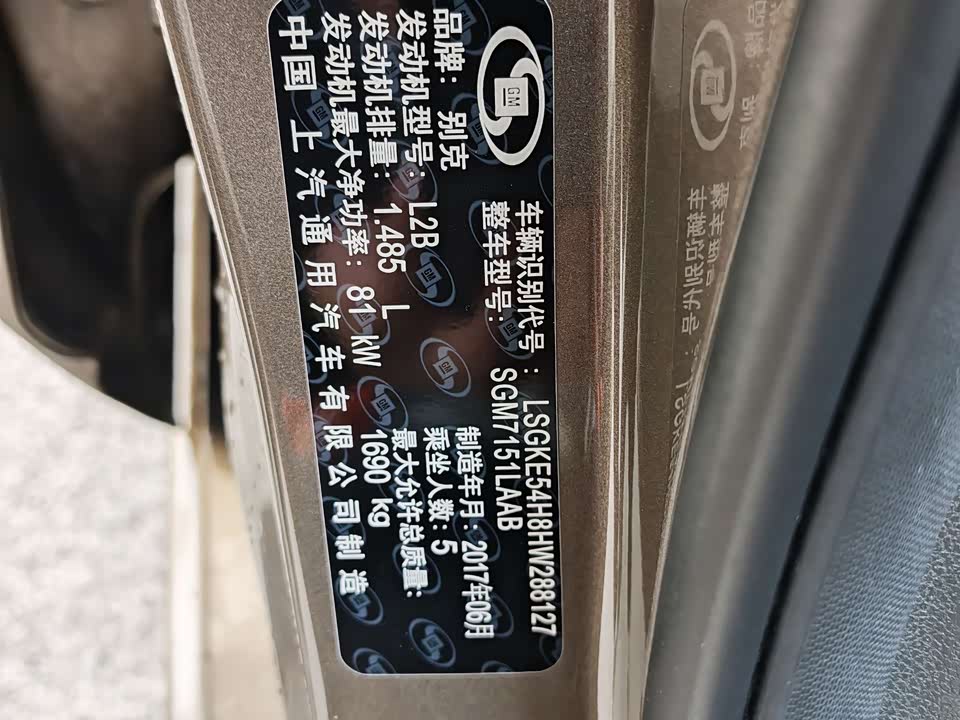 GM
车辆识别代号: LSGKE54H8HW288127
整车型号: SGM7151LAAB
品牌: 别克
制造年月: 2017年06月
发动机型号: L2B
乘坐人数: 5
发动机排量: 1.485 L
最大允许总质量:
发动机最大净功率: 81 kW
1690 kg
中国 上汽通用汽车有限公司制造